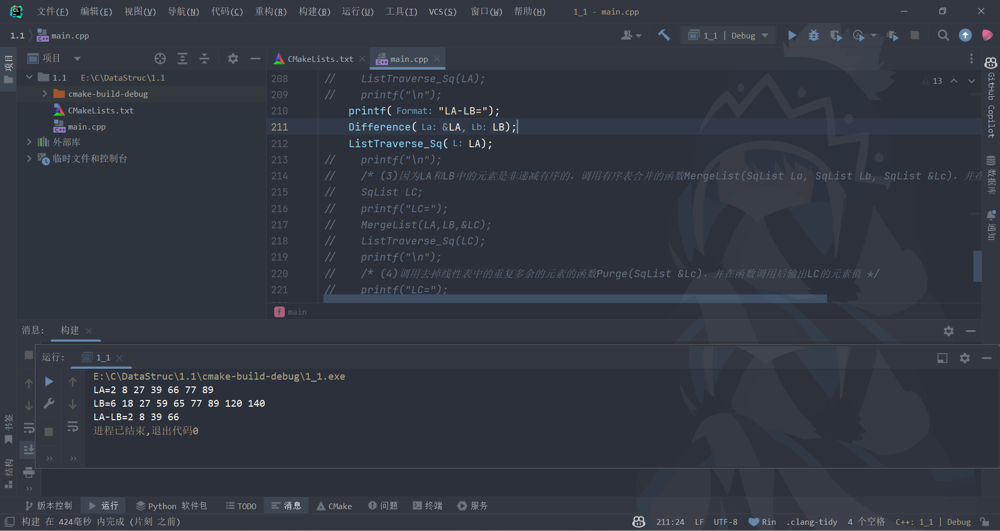 文件(F) 编辑(E) 视图(V) 导航(N) 代码(C) 重构(R) 构建(B) 运行(U) 工具(T) VCS(S) 窗口(W) 帮助(H) 1_1 - main.cpp
1.1 main.cpp 1_1 | Debug
项目 CMakeLists.txt main.cpp
1.1 E:\C\DataStruc\1.1
cmake-build-debug
CMakeLists.txt
main.cpp
外部库
临时文件和控制台
项目
书签
结构
13
208 // ListTraverse_Sq(LA);
209 // printf("\n");
210 printf( Format: "LA-LB=");
211 Difference( La: &LA, Lb: LB);
212 ListTraverse_Sq( L: LA);
213 // printf("\n");
214 // /* (3)因为LA和LB中的元素是非递减有序的，调用有序表合并的函数MergeList(SqList La, SqList Lb, SqList &Lc)，并在
215 // SqList LC;
216 // printf("LC=");
217 // MergeList(LA,LB,&LC);
218 // ListTraverse_Sq(LC);
219 // printf("\n");
220 // /* (4)调用去掉线性表中的重复多余的元素的函数Purge(SqList &Lc)，并在函数调用后输出LC的元素值 */
221 // printf("LC=");
f main
GitHub Copilot
数据库
通知
消息: 构建
运行: 1_1
E:\C\DataStruc\1.1\cmake-build-debug\1_1.exe
LA=2 8 27 39 66 77 89
LB=6 18 27 59 65 77 89 120 140
LA-LB=2 8 39 66
进程已结束,退出代码0
版本控制 运行 Python 软件包 TODO 消息 CMake 问题 终端 服务
构建 在 424毫秒 内完成 (片刻 之前) 211:24 LF UTF-8 Rin .clang-tidy 4 个空格 C++: 1_1 | Debug